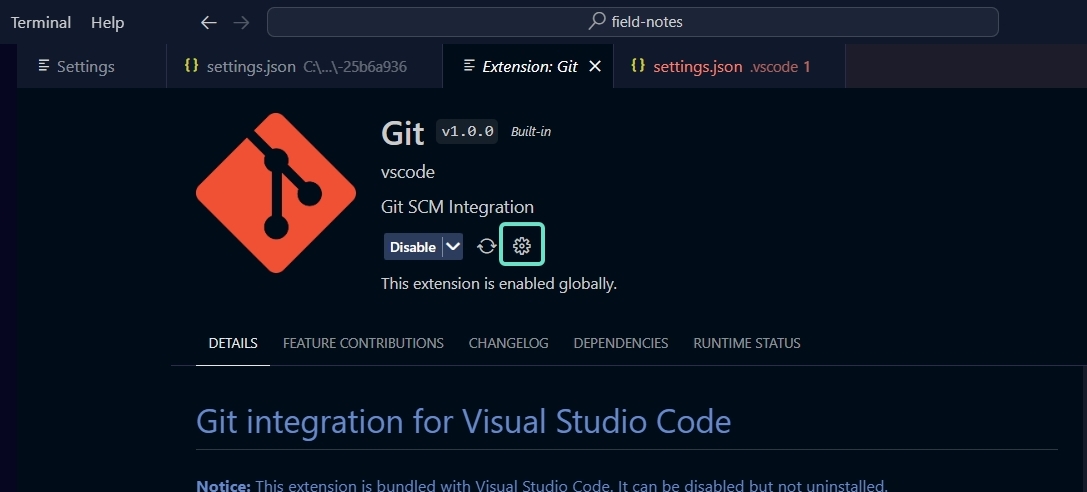 Terminal Help field-notes
Settings settings.json C:\...\-25b6a936 Extension: Git settings.json .vscode 1
Git v1.0.0 Built-in
vscode
Git SCM Integration
Disable
This extension is enabled globally.
DETAILS FEATURE CONTRIBUTIONS CHANGELOG DEPENDENCIES RUNTIME STATUS
Git integration for Visual Studio Code
Notice: This extension is bundled with Visual Studio Code. It can be disabled but not uninstalled.